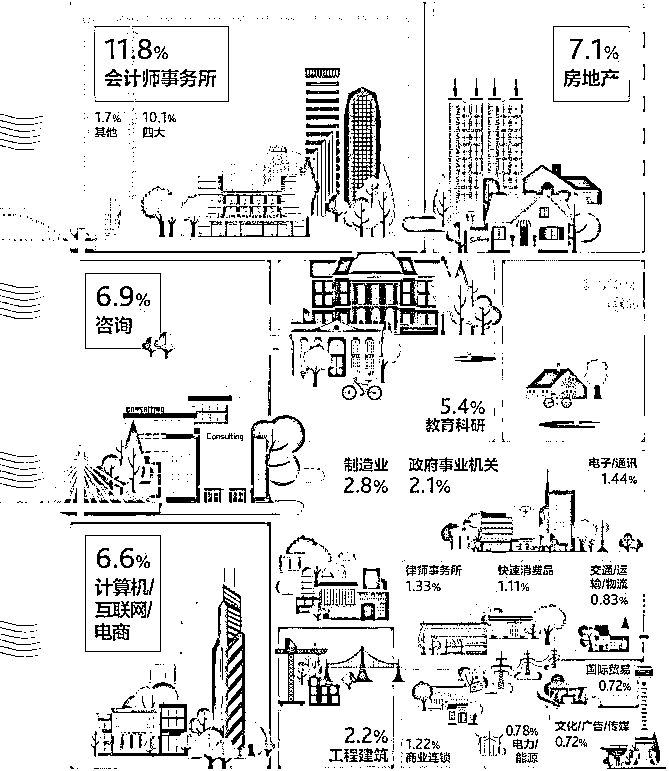 11.8%
会计师事务所
1.7% 10.1%
其他 四大
7.1%
房地产
6.9%
咨询
consulting
Consulting
5.4%
教育科研
制造业
2.8%
政府事业机关
2.1%
电子/通讯
1.44%
6.6%
计算机/
互联网/
电商
律师事务所
1.33%
快速消费品
1.11%
交通/运
输/物流
0.83%
国际贸易
0.72%
2.2%
工程建筑
1.22%
商业连锁
0.78%
电力/
能源
文化/广告/传媒
0.72%